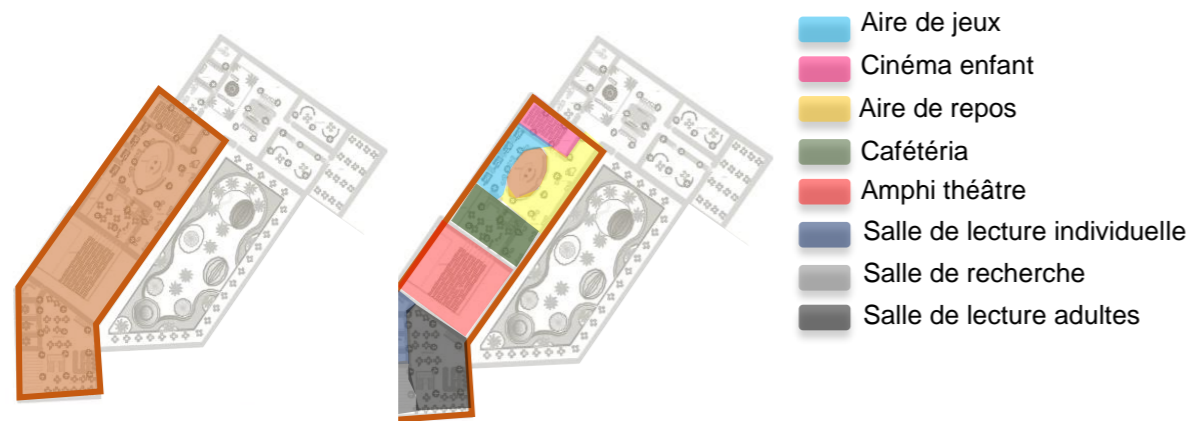 Aire de jeux
Cinéma enfant
Aire de repos
Cafétéria
Amphi théâtre
Salle de lecture individuelle
Salle de recherche
Salle de lecture adultes